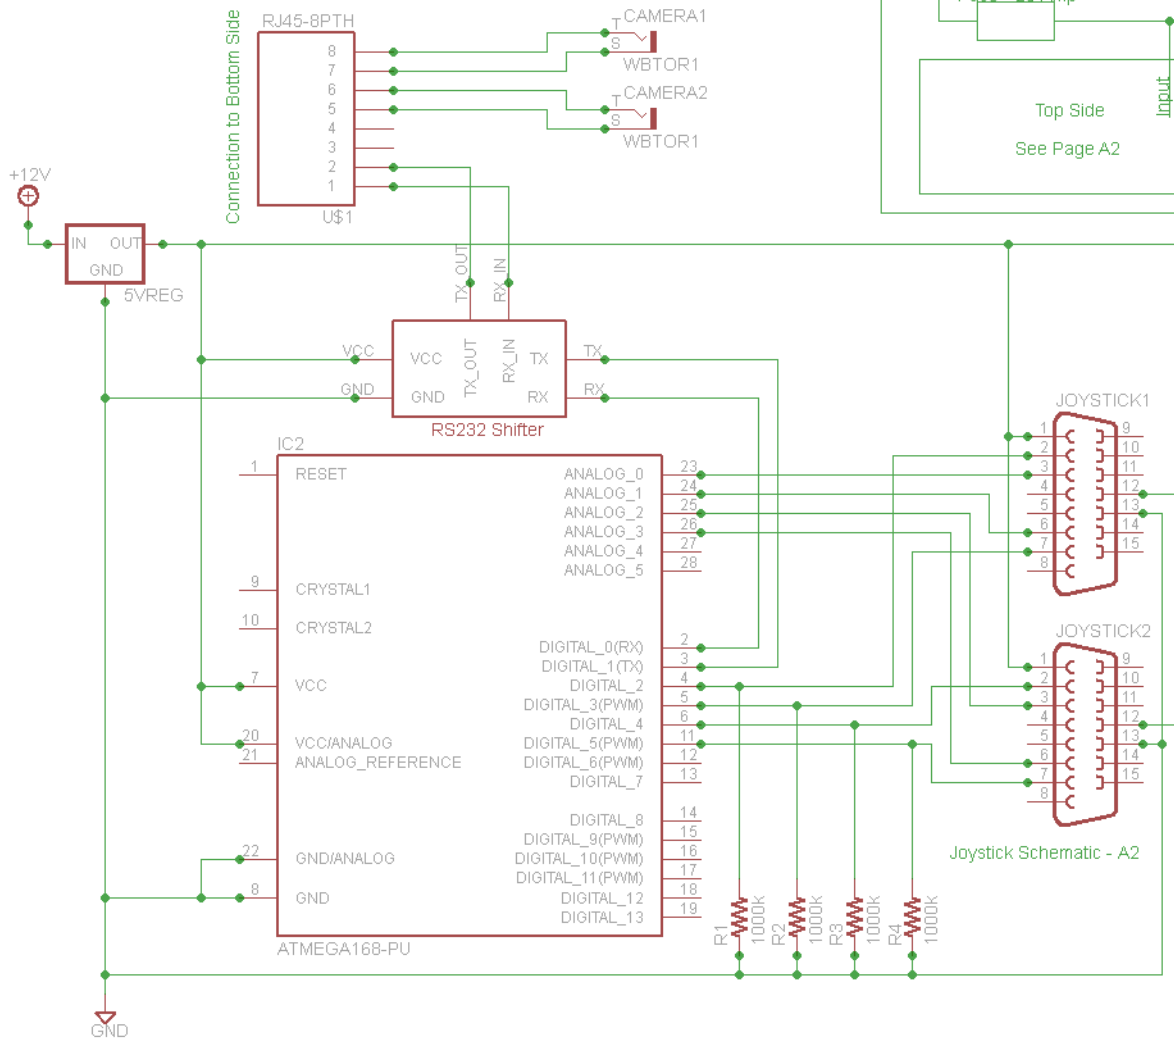 RJ45-8PTH
Connection to Bottom Side
8
7
6
5
4
3
2
1
U$1
T
S
CAMERA1
WBTOR1
T
S
CAMERA2
WBTOR1
Top Side
See Page A2
Input
+12V
IN
OUT
GND
5VREG
TX_OUT
RX_IN
VCC
GND
VCC
GND
TX_OUT
RX_IN
TX
RX
TX
RX
RS232 Shifter
IC2
1
RESET
9
CRYSTAL1
10
CRYSTAL2
7
VCC
20
VCC/ANALOG
21
ANALOG_REFERENCE
22
GND/ANALOG
8
GND
ANALOG_0 23
ANALOG_1 24
ANALOG_2 25
ANALOG_3 26
ANALOG_4 27
ANALOG_5 28
DIGITAL_0(RX) 2
DIGITAL_1(TX) 3
DIGITAL_2 4
DIGITAL_3(PWM) 5
DIGITAL_4 6
DIGITAL_5(PWM) 11
DIGITAL_6(PWM) 12
DIGITAL_7 13
DIGITAL_8 14
DIGITAL_9(PWM) 15
DIGITAL_10(PWM) 16
DIGITAL_11(PWM) 17
DIGITAL_12 18
DIGITAL_13 19
ATMEGA168-PU
R1
1000k
R2
1000k
R3
1000k
R4
1000k
GND
JOYSTICK1
1
2
3
4
5
6
7
8
9
10
11
12
13
14
15
JOYSTICK2
1
2
3
4
5
6
7
8
9
10
11
12
13
14
15
Joystick Schematic - A2